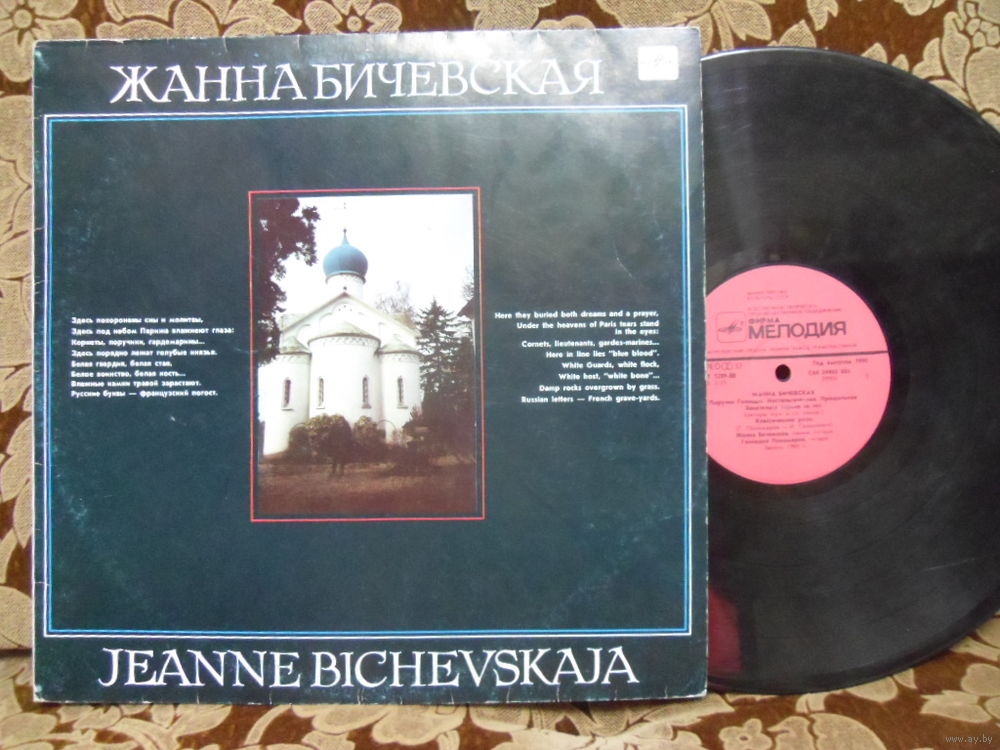 ЖАННА БИЧЕВСКАЯ
Здесь похоронены сны и молитвы,
Здесь под небом Парижа влажнеют глаза:
Корнеты, поручики, гардемарины...
Здесь порядно лежат голубые князья.
Белая гвардия, белая стая,
Белое воинство, белая кость...
Влажные камни травой зарастают.
Русские буквы — французский погост.
Here they buried both dreams and a prayer,
Under the heavens of Paris tears stand
in the eyes:
Cornets, lieutenants, gardes-marines...
Here in line lies "blue blood".
White Guards, white flock,
White host, "white bone"...
Damp rocks overgrown by grass.
Russian letters — French grave-yards.
JEANNE BICHEVSKAJA
ФИРМА
МЕЛОДИЯ
Год выпуска 1990
ЖАННА БИЧЕВСКАЯ
www.ay.by